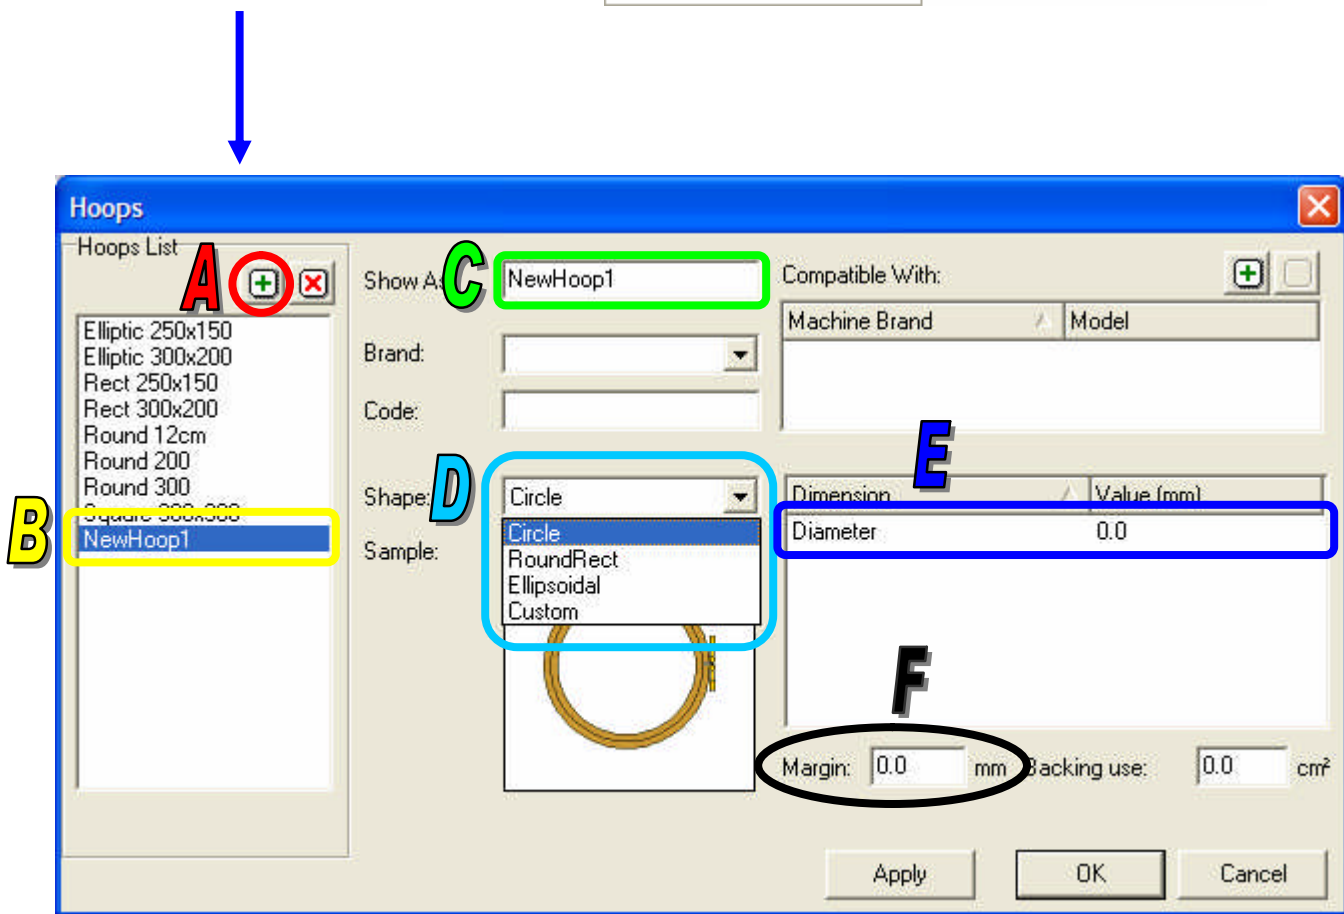 Hoops
Hoops List
A
Elliptic 250x150
Elliptic 300x200
Rect 250x150
Rect 300x200
Round 12cm
Round 200
Round 300
Square 300x300
NewHoop1
B
Show As
C
NewHoop1
Brand:
Code:
Shape:
D
Circle
Circle
RoundRect
Ellipsoidal
Custom
Sample:
Compatible With:
Machine Brand Model
E
Dimension Value (mm)
Diameter 0.0
F
Margin: 0.0 mm Backing use: 0.0 cm²
Apply OK Cancel